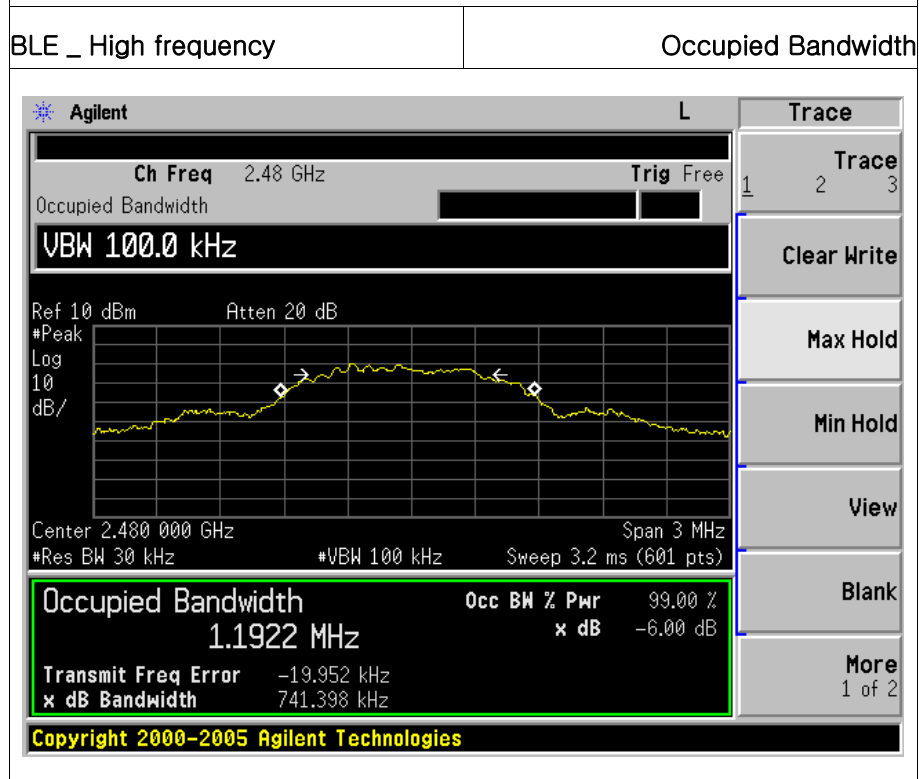 BLE _ High frequency
Occupied Bandwidth
Agilent
L
Trace
Ch Freq 2.48 GHz
Trig Free
Occupied Bandwidth
VBW 100.0 kHz
Ref 10 dBm
Atten 20 dB
#Peak
Log
10
dB/
Center 2.480 000 GHz
Span 3 MHz
#Res BW 30 kHz
#VBW 100 kHz
Sweep 3.2 ms (601 pts)
Occupied Bandwidth
1.1922 MHz
Occ BW % Pwr 99.00 %
x dB -6.00 dB
Transmit Freq Error -19.952 kHz
x dB Bandwidth 741.398 kHz
Trace
1 2 3
Clear Write
Max Hold
Min Hold
View
Blank
More
1 of 2
Copyright 2000-2005 Agilent Technologies